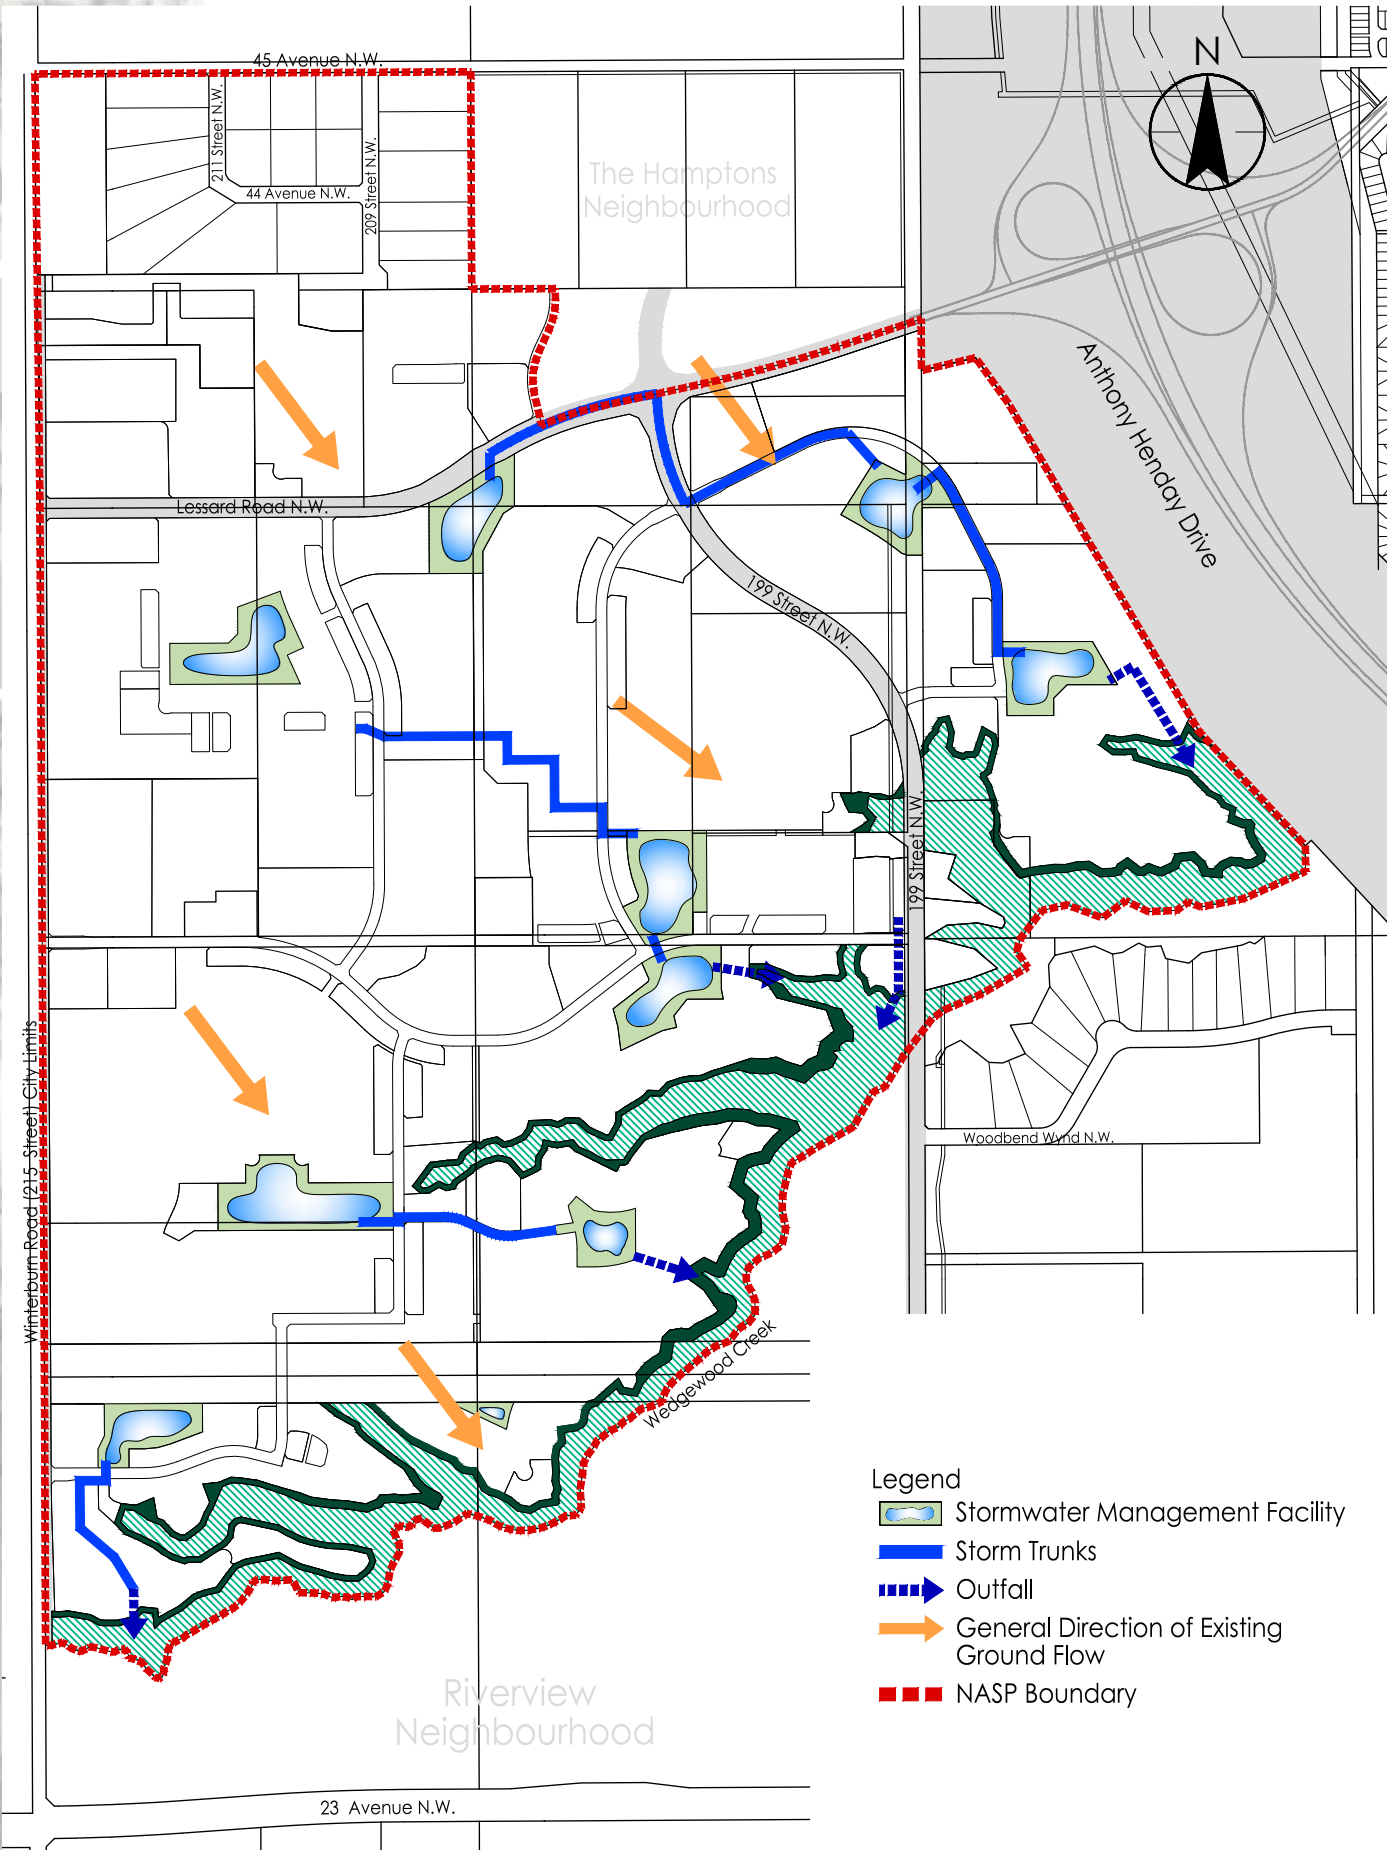 45 Avenue N.W.
N
211 Street N.W.
44 Avenue N.W.
209 Street N.W.
The Hamptons
Neighbourhood
Anthony Henday Drive
Lessard Road N.W.
199 Street N.W.
199 Street N.W.
Winterburn Road (215 Street) City Limits
Woodbend Wynd N.W.
Wedgewood Creek
Legend
Stormwater Management Facility
Storm Trunks
Outfall
General Direction of Existing
Ground Flow
NASP Boundary
Riverview
Neighbourhood
23 Avenue N.W.